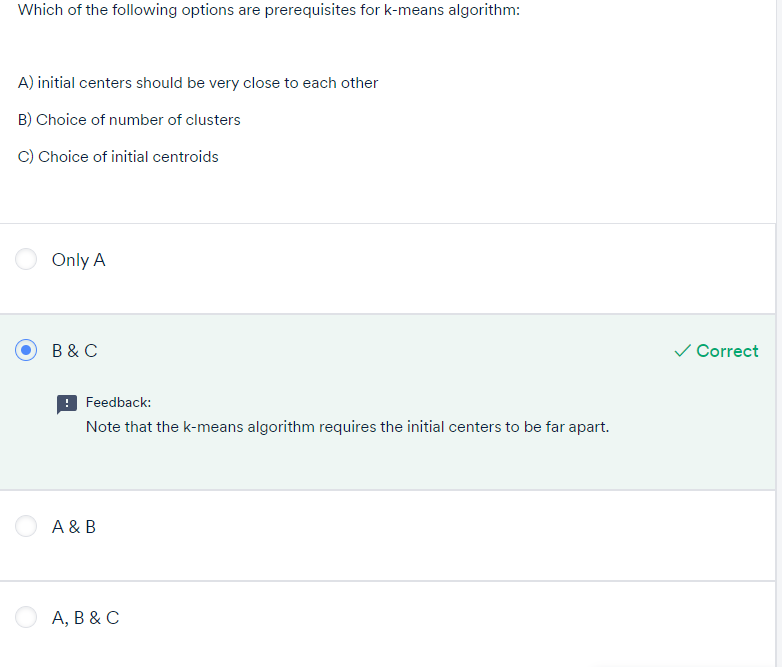 Which of the following options are prerequisites for k-means algorithm:
A) initial centers should be very close to each other
B) Choice of number of clusters
C) Choice of initial centroids
Only A
B & C
✓ Correct
Feedback:
Note that the k-means algorithm requires the initial centers to be far apart.
A & B
A, B & C